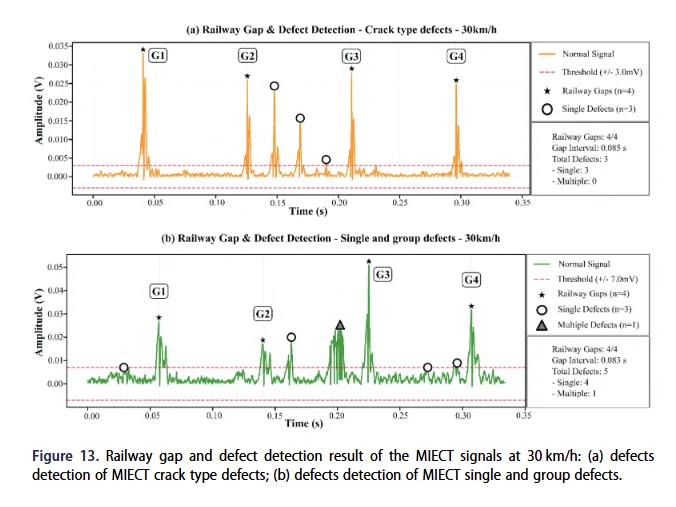 (a) Railway Gap & Defect Detection - Crack type defects - 30km/h
0.035
0.030
0.025
0.020
0.015
0.010
0.005
0.000
Amplitude (V)
G1
G2
G3
G4
0.00
0.05
0.10
0.15
0.20
0.25
0.30
0.35
Time (s)
Normal Signal
Threshold (+/- 3.0mV)
Railway Gaps (n=4)
Single Defects (n=3)
Railway Gaps: 4/4
Gap Interval: 0.085 s
Total Defects: 3
- Single: 3
- Multiple: 0
(b) Railway Gap & Defect Detection - Single and group defects - 30km/h
0.05
0.04
0.03
0.02
0.01
0.00
Amplitude (V)
G1
G2
G3
G4
0.00
0.05
0.10
0.15
0.20
0.25
0.30
0.35
Time (s)
Normal Signal
Threshold (+/- 7.0mV)
Railway Gaps (n=4)
Single Defects (n=3)
Multiple Defects (n=1)
Railway Gaps: 4/4
Gap Interval: 0.083 s
Total Defects: 5
- Single: 4
- Multiple: 1
Figure 13. Railway gap and defect detection result of the MIECT signals at 30 km/h: (a) defects
detection of MIECT crack type defects; (b) defects detection of MIECT single and group defects.